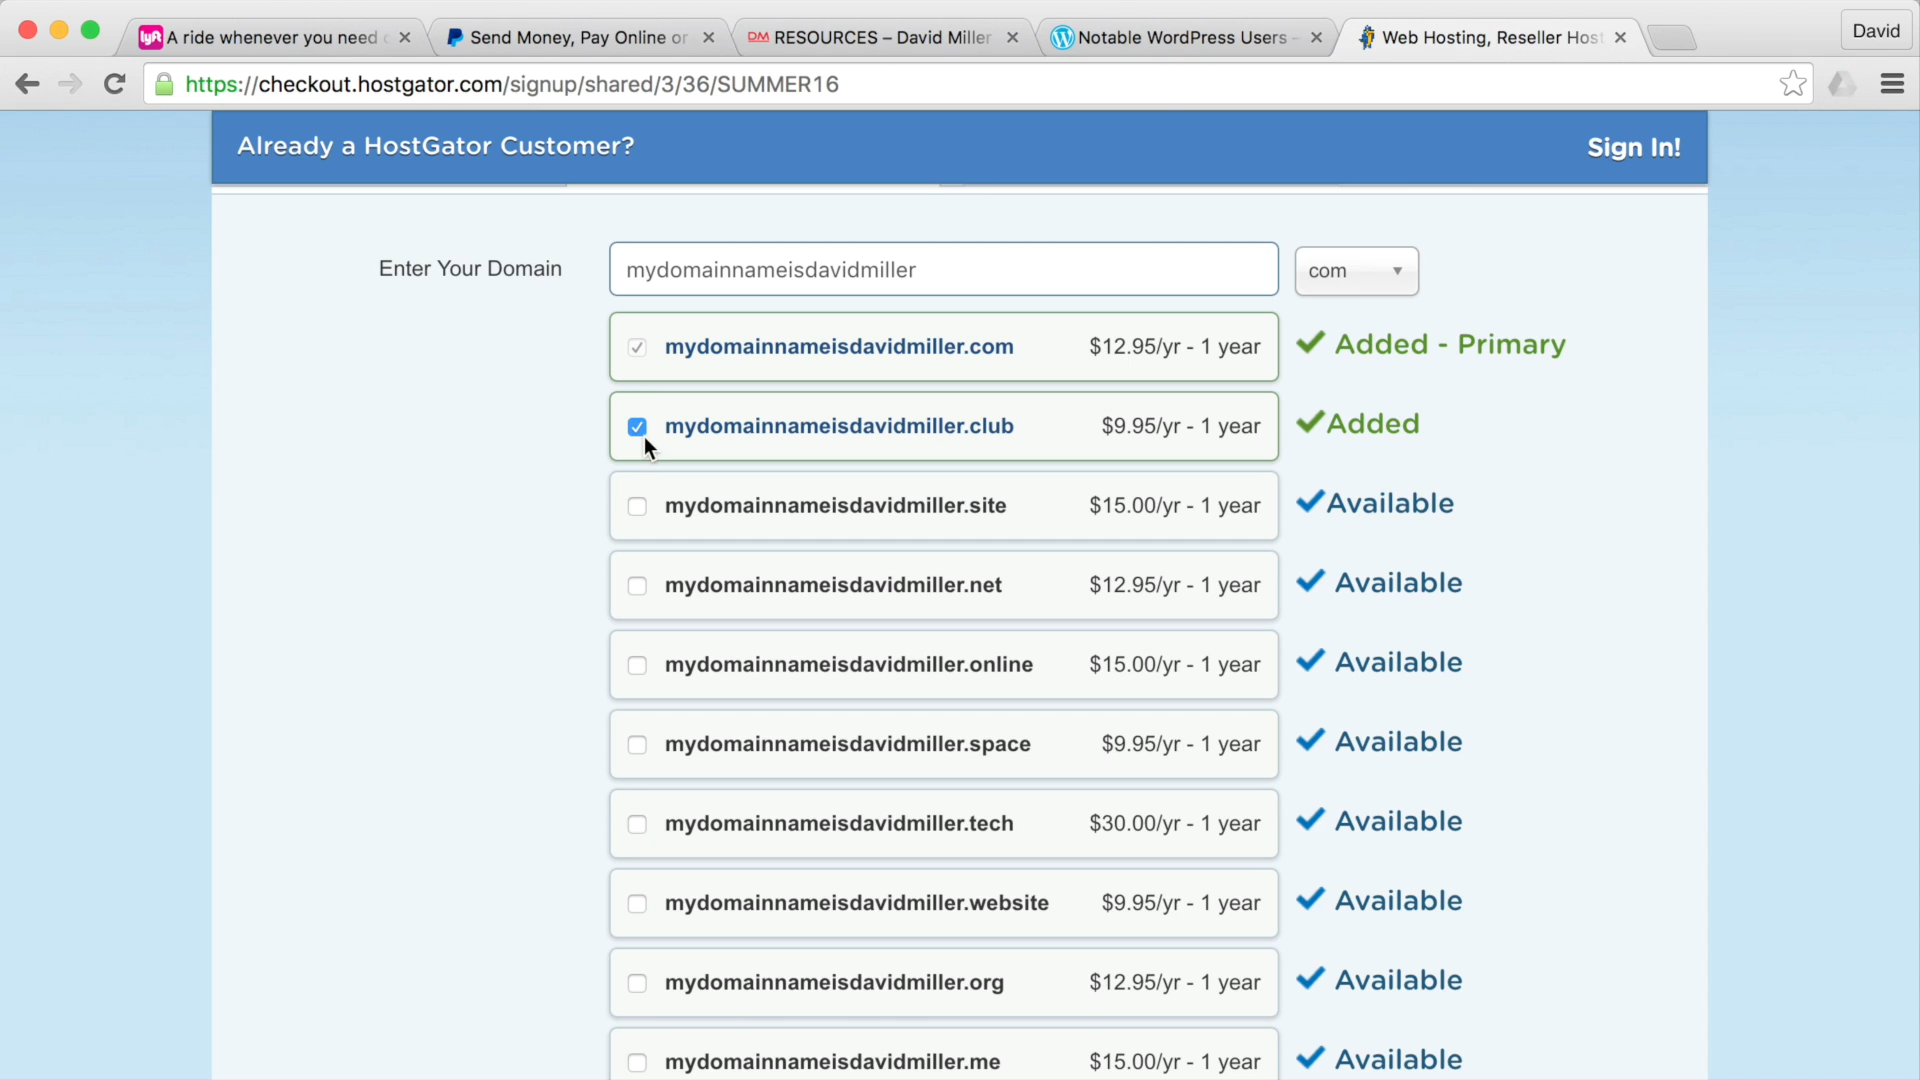 lyft A ride whenever you need
Send Money, Pay Online or
DM RESOURCES – David Miller
Notable WordPress Users –
Web Hosting, Reseller Host
David
https://checkout.hostgator.com/signup/shared/3/36/SUMMER16
Already a HostGator Customer?
Sign In!
Enter Your Domain
mydomainnameisdavidmiller
com
mydomainnameisdavidmiller.com $12.95/yr - 1 year Added - Primary
mydomainnameisdavidmiller.club $9.95/yr - 1 year Added
mydomainnameisdavidmiller.site $15.00/yr - 1 year Available
mydomainnameisdavidmiller.net $12.95/yr - 1 year Available
mydomainnameisdavidmiller.online $15.00/yr - 1 year Available
mydomainnameisdavidmiller.space $9.95/yr - 1 year Available
mydomainnameisdavidmiller.tech $30.00/yr - 1 year Available
mydomainnameisdavidmiller.website $9.95/yr - 1 year Available
mydomainnameisdavidmiller.org $12.95/yr - 1 year Available
mydomainnameisdavidmiller.me $15.00/yr - 1 year Available